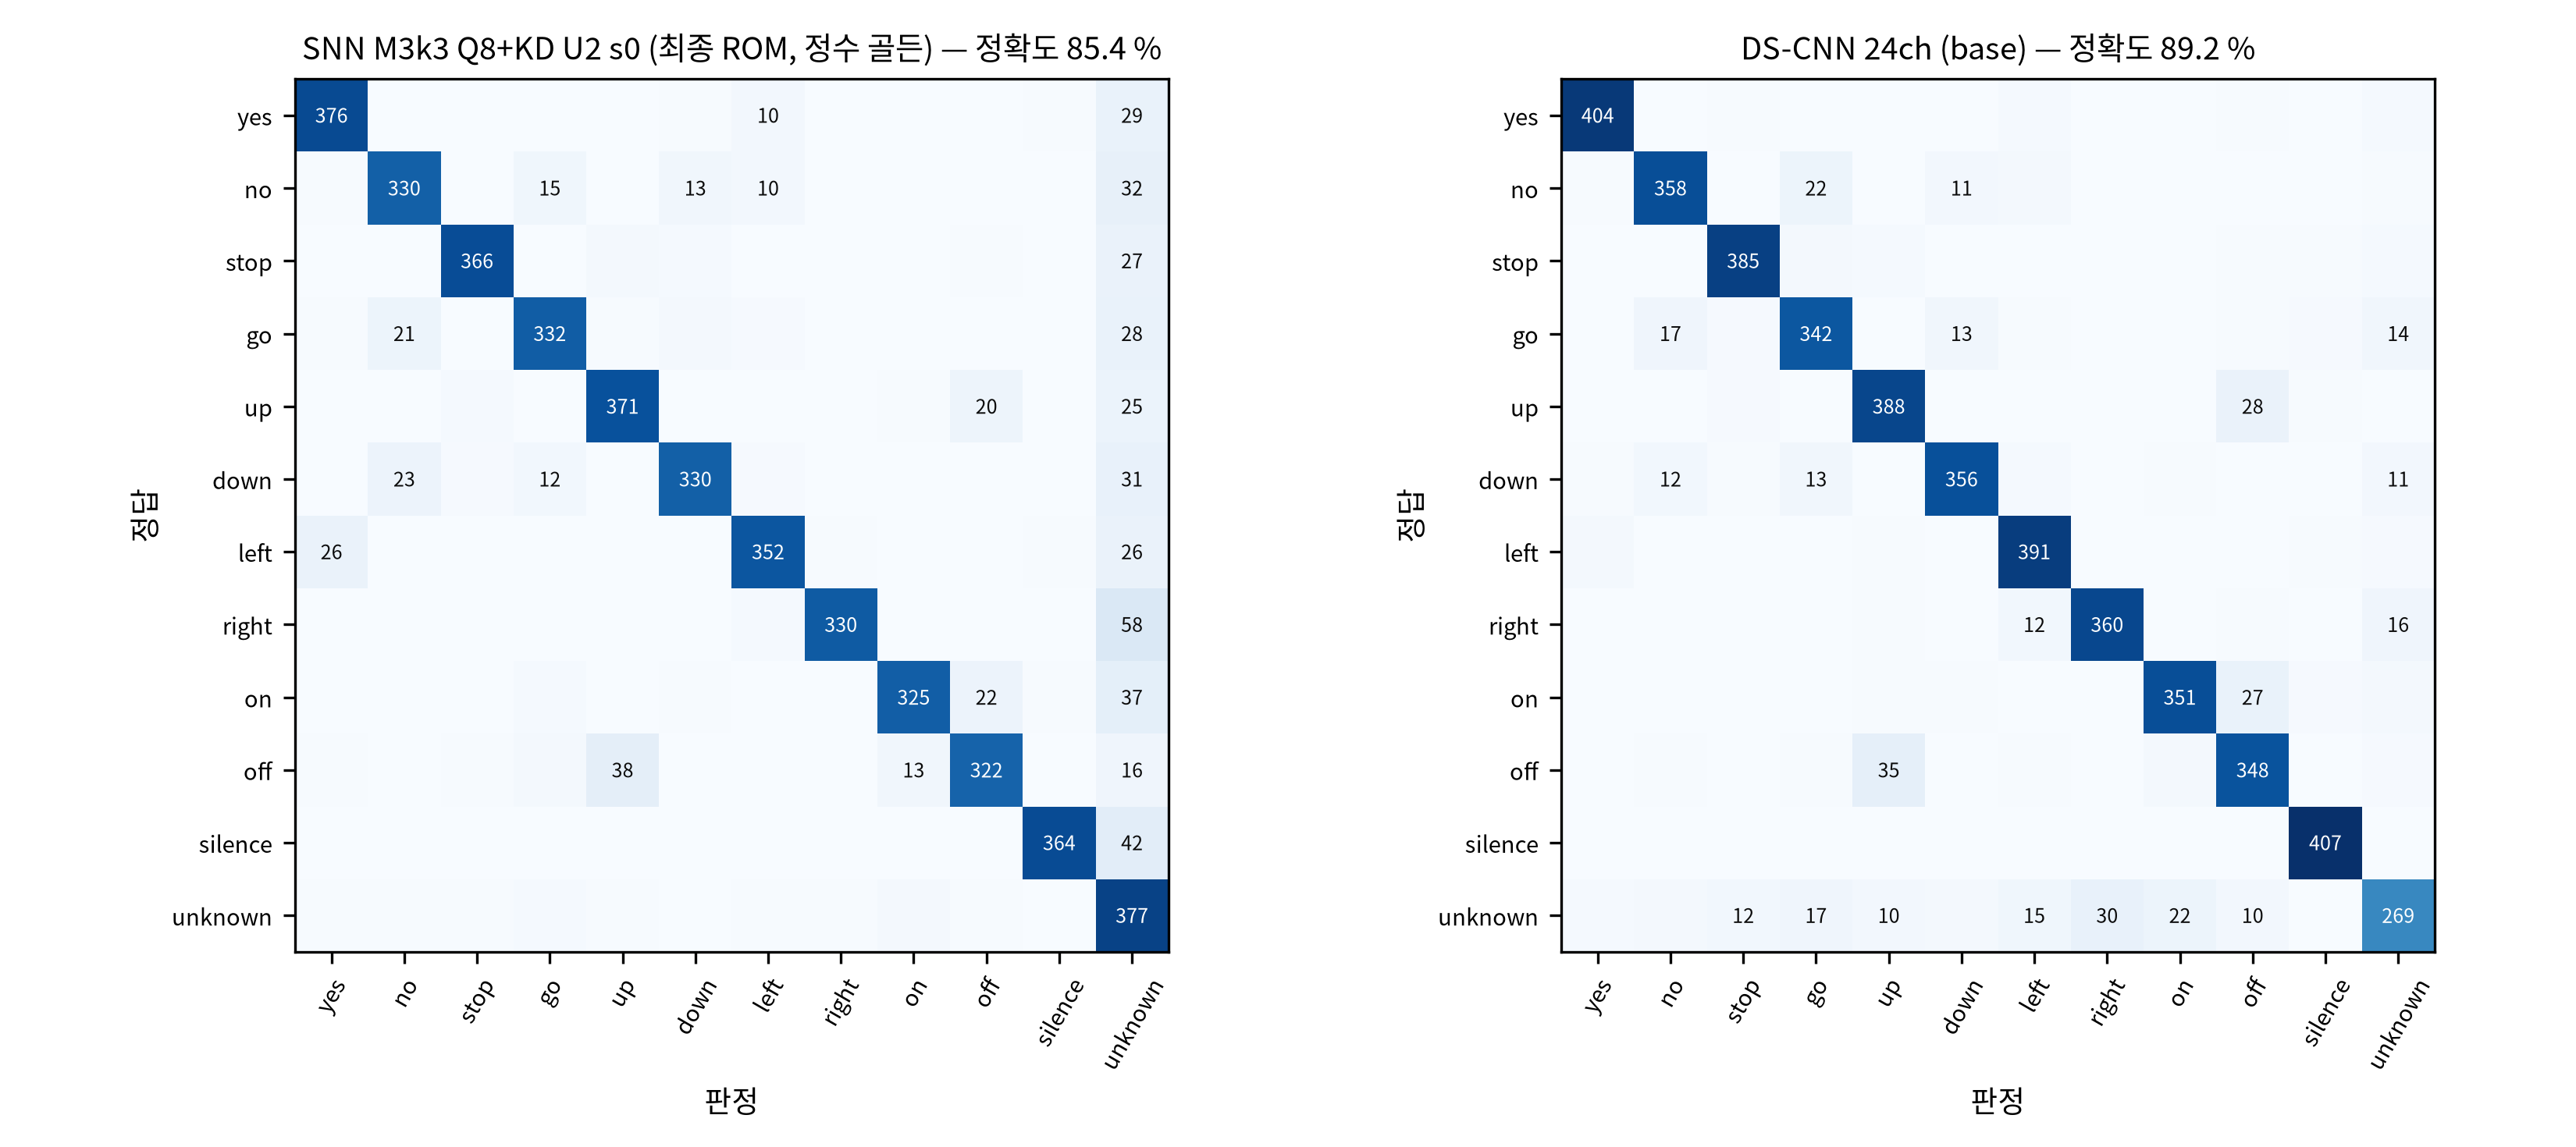 SNN M3k3 Q8+KD U2 s0 (최종 ROM, 정수 골든) — 정확도 85.4 %
정답
yes 376 10 29
no 330 15 13 10 32
stop 366 27
go 21 332 28
up 371 20 25
down 23 12 330 31
left 26 352 26
right 330 58
on 325 22 37
off 38 13 322 16
silence 364 42
unknown 377
yes no stop go up down left right on off silence unknown
판정
DS-CNN 24ch (base) — 정확도 89.2 %
정답
yes 404
no 358 22 11
stop 385
go 17 342 13 14
up 388 28
down 12 13 356 11
left 391
right 12 360 16
on 351 27
off 35 348
silence 407
unknown 12 17 10 15 30 22 10 269
yes no stop go up down left right on off silence unknown
판정